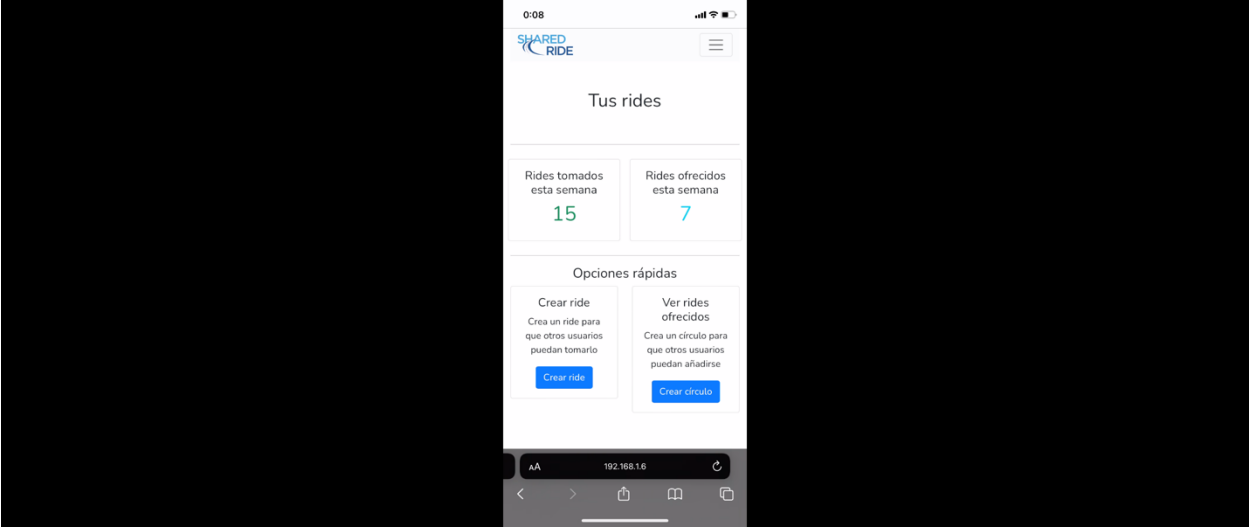 0:08
SHARED
RIDE
Tus rides
Rides tomados
esta semana
15
Rides ofrecidos
esta semana
7
Opciones rápidas
Crear ride
Crea un ride para
que otros usuarios
puedan tomarlo
Crear ride
Ver rides
ofrecidos
Crea un círculo para
que otros usuarios
puedan añadirse
Crear círculo
AA
192.168.1.6